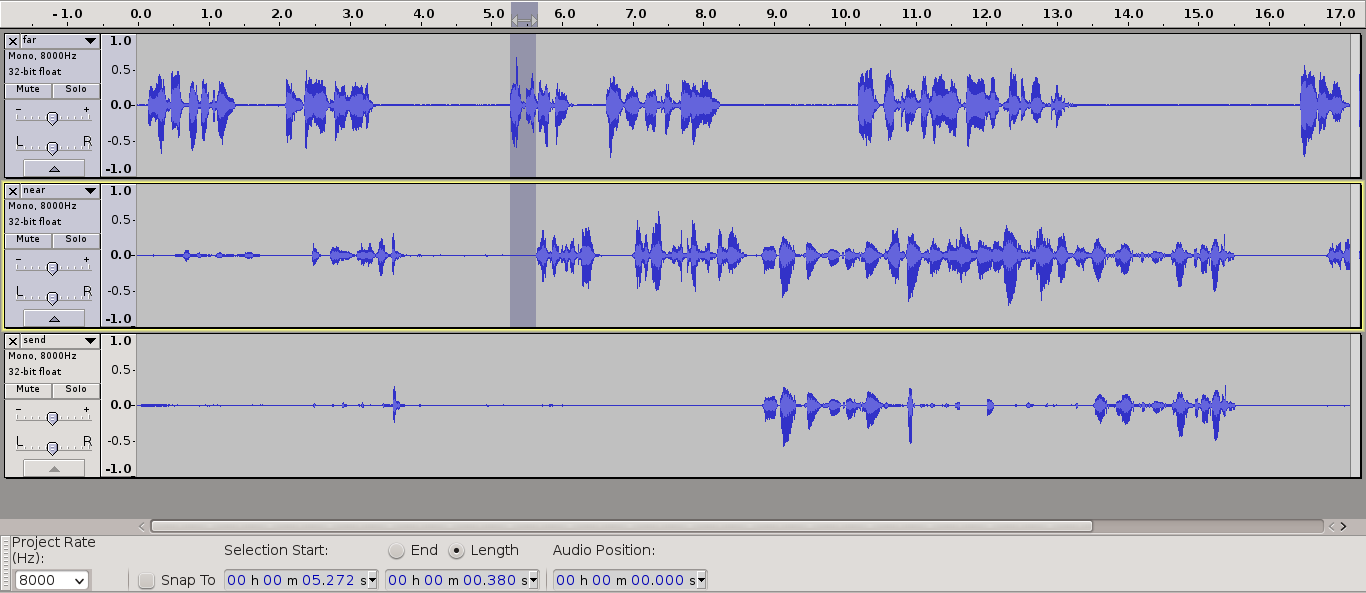 - 1.0 0.0 1.0 2.0 3.0 4.0 5.0 6.0 7.0 8.0 9.0 10.0 11.0 12.0 13.0 14.0 15.0 16.0 17.0
far
Mono, 8000Hz
32-bit float
Mute Solo
- +
L R
1.0
0.5-
0.0-
-0.5-
-1.0
near
Mono, 8000Hz
32-bit float
Mute Solo
- +
L R
1.0
0.5-
0.0-
-0.5-
-1.0
send
Mono, 8000Hz
32-bit float
Mute Solo
- +
L R
1.0
0.5-
0.0-
-0.5-
-1.0
Project Rate
(Hz):
Selection Start: End Length Audio Position:
8000 Snap To 00 h 00 m 05.272 s 00 h 00 m 00.380 s 00 h 00 m 00.000 s